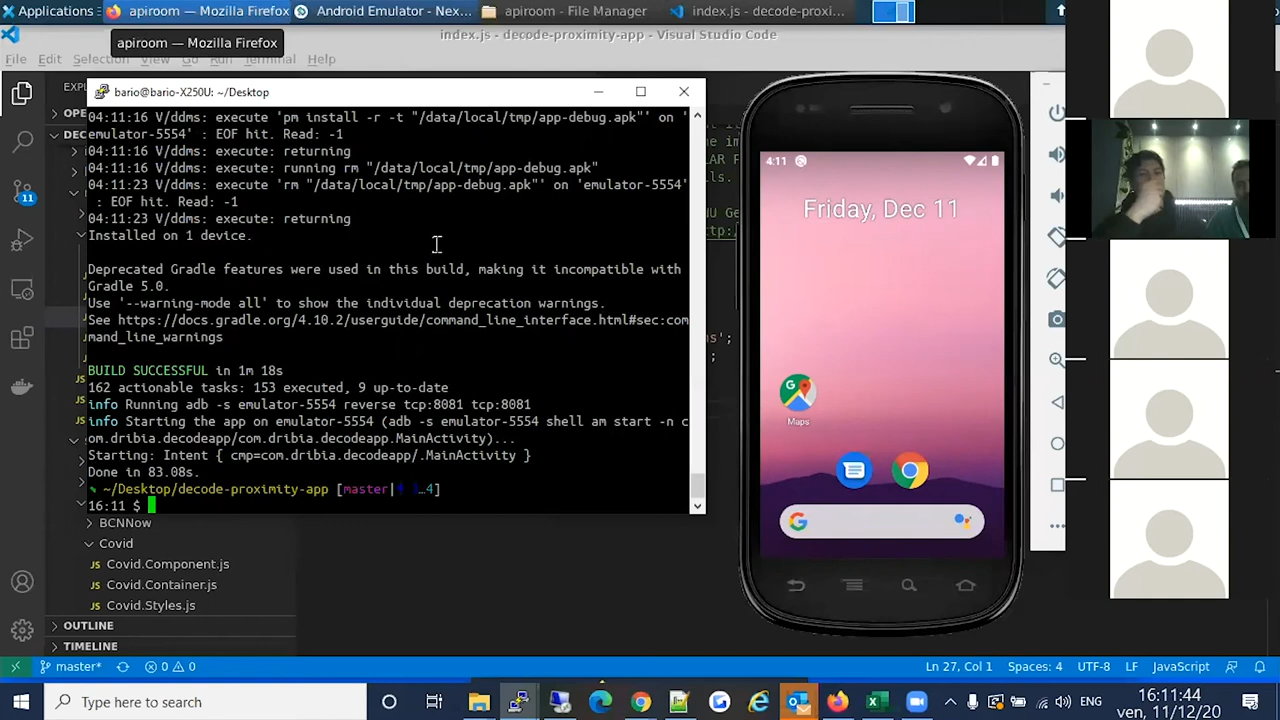 Applications
apiroom — Mozilla Firefox
Android Emulator - Nex...
apiroom - File Manager
index.js - decode-proxi...
apiroom — Mozilla Firefox
index.js - decode-proximity-app - Visual Studio Code
File Edit Selection View Go Run Terminal Help
bario@bario-X250U: ~/Desktop
04:11:16 V/ddms: execute 'pm install -r -t "/data/local/tmp/app-debug.apk"' on '
emulator-5554' : EOF hit. Read: -1
04:11:16 V/ddms: execute: returning
04:11:16 V/ddms: execute: running rm "/data/local/tmp/app-debug.apk"
04:11:23 V/ddms: execute 'rm "/data/local/tmp/app-debug.apk"' on 'emulator-5554'
 : EOF hit. Read: -1
04:11:23 V/ddms: execute: returning
Installed on 1 device.
Deprecated Gradle features were used in this build, making it incompatible with
Gradle 5.0.
Use '--warning-mode all' to show the individual deprecation warnings.
See https://docs.gradle.org/4.10.2/userguide/command_line_interface.html#sec:com
mand_line_warnings
BUILD SUCCESSFUL in 1m 18s
162 actionable tasks: 153 executed, 9 up-to-date
info Running adb -s emulator-5554 reverse tcp:8081 tcp:8081
info Starting the app on emulator-5554 (adb -s emulator-5554 shell am start -n c
om.dribia.decodeapp/com.dribia.decodeapp.MainActivity)...
Starting: Intent { cmp=com.dribia.decodeapp/.MainActivity }
Done in 83.08s.
~/Desktop/decode-proximity-app [master| …4]
16:11 $
BCNNow
Covid
JS Covid.Component.js
JS Covid.Container.js
JS Covid.Styles.js
OUTLINE
TIMELINE
11
4:11
Friday, Dec 11
Maps
master* 0 0
Ln 27, Col 1 Spaces: 4 UTF-8 LF JavaScript
Type here to search
ENG
16:11:44
ven, 11/12/20